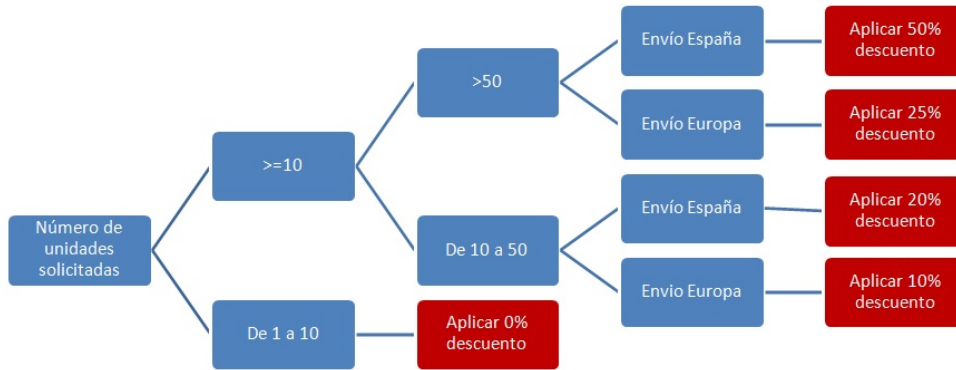 Número de
unidades
solicitadas
>=10
De 1 a 10
>50
De 10 a 50
Aplicar 0%
descuento
Envío España
Envío Europa
Envío España
Envio Europa
Aplicar 50%
descuento
Aplicar 25%
descuento
Aplicar 20%
descuento
Aplicar 10%
descuento